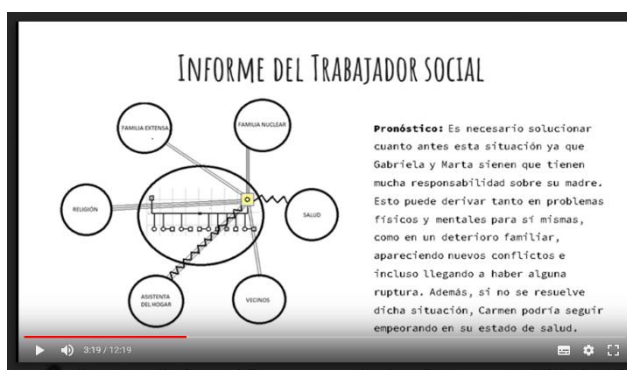 INFORME DEL TRABAJADOR SOCIAL
FAMILIA EXTENSA
FAMILIA NUCLEAR
RELIGIÓN
SALUD
ASISTENTA
DEL HOGAR
VECINOS
Pronóstico: Es necesario solucionar
cuanto antes esta situación ya que
Gabriela y Marta sienen que tienen
mucha responsabilidad sobre su madre.
Esto puede derivar tanto en problemas
físicos y mentales para sí mismas,
como en un deterioro familiar,
apareciendo nuevos conflictos e
incluso llegando a haber alguna
ruptura. Además, si no se resuelve
dicha situación, Carmen podría seguir
empeorando en su estado de salud.
3:19 / 12:19